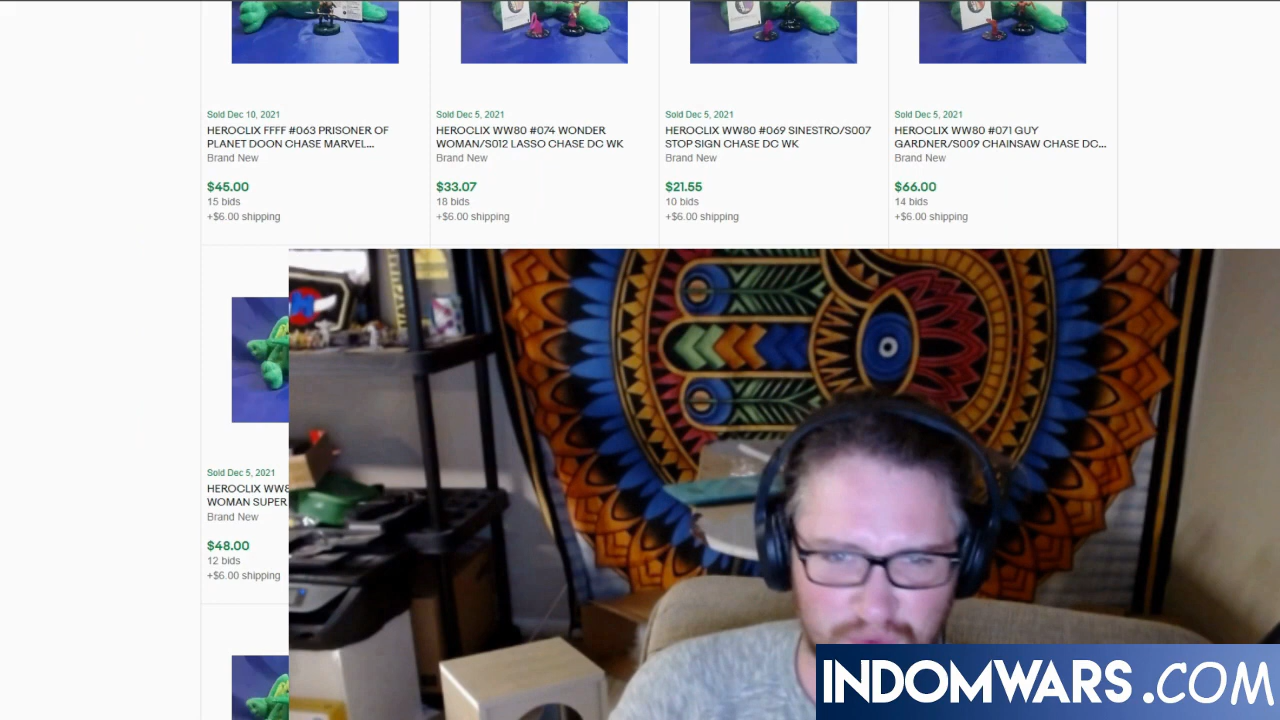 Sold Dec 10, 2021
HEROCLIX FFFF #063 PRISONER OF
PLANET DOON CHASE MARVEL...
Brand New
$45.00
15 bids
+$6.00 shipping
Sold Dec 5, 2021
HEROCLIX WW80 #074 WONDER
WOMAN/S012 LASSO CHASE DC WK
Brand New
$33.07
18 bids
+$6.00 shipping
Sold Dec 5, 2021
HEROCLIX WW80 #069 SINESTRO/S007
STOP SIGN CHASE DC WK
Brand New
$21.55
10 bids
+$6.00 shipping
Sold Dec 5, 2021
HEROCLIX WW80 #071 GUY
GARDNER/S009 CHAINSAW CHASE DC...
Brand New
$66.00
14 bids
+$6.00 shipping
Sold Dec 5, 2021
HEROCLIX WW8
WOMAN SUPER
Brand New
$48.00
12 bids
+$6.00 shipping
INDOMWARS.COM